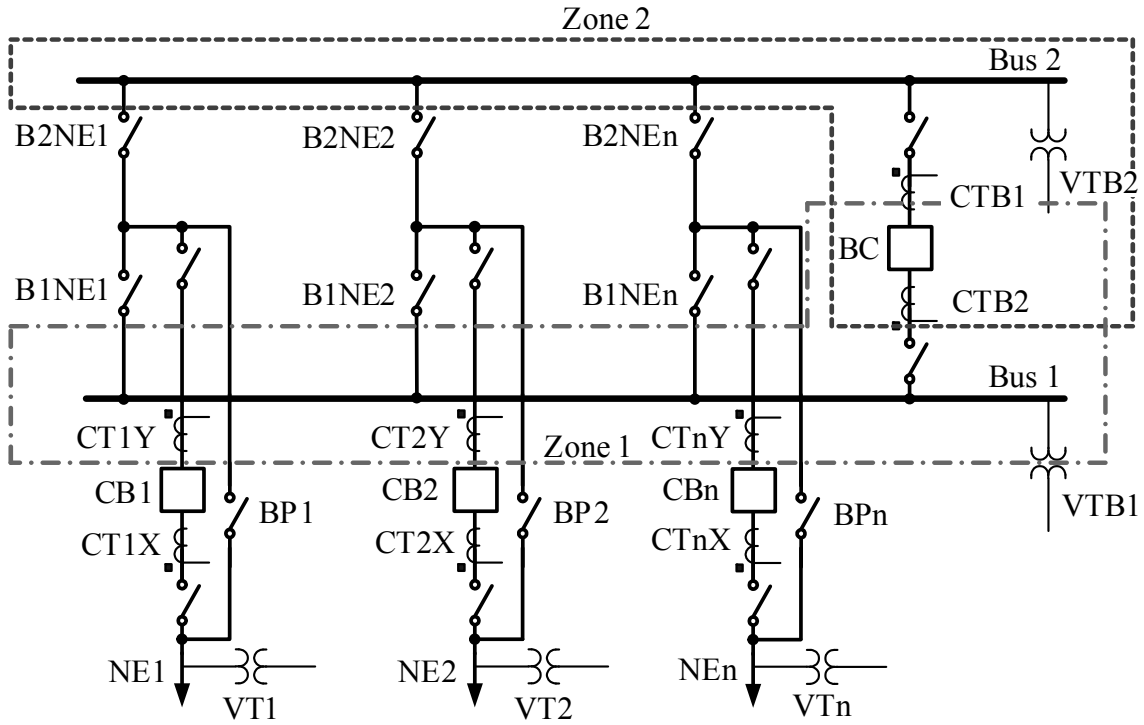 Zone 2
Bus 2
B2NE1
B2NE2
B2NEn
CTB1
VTB2
BC
B1NE1
B1NE2
B1NEn
CTB2
Bus 1
CT1Y
CT2Y
Zone 1
CTnY
CB1
CB2
CBn
BP1
BP2
BPn
VTB1
CT1X
CT2X
CTnX
NE1
NE2
NEn
VT1
VT2
VTn